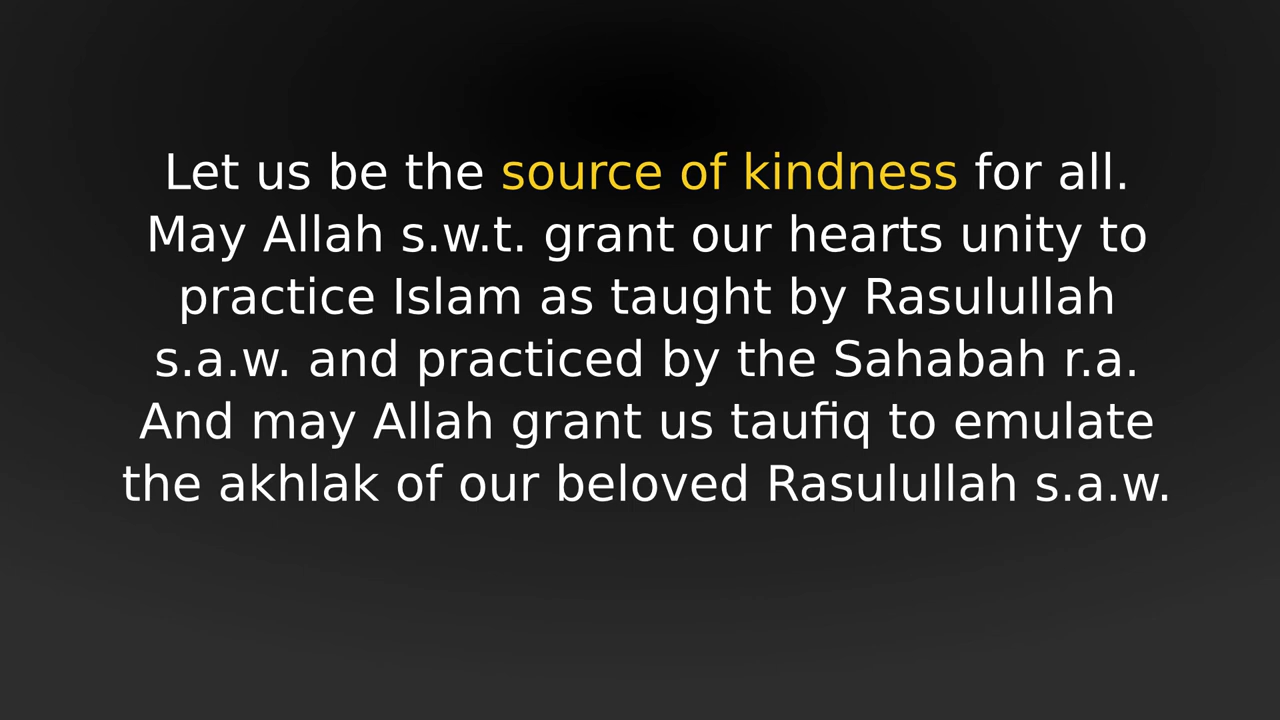 Let us be the source of kindness for all.
May Allah s.w.t. grant our hearts unity to
practice Islam as taught by Rasulullah
s.a.w. and practiced by the Sahabah r.a.
And may Allah grant us taufiq to emulate
the akhlak of our beloved Rasulullah s.a.w.